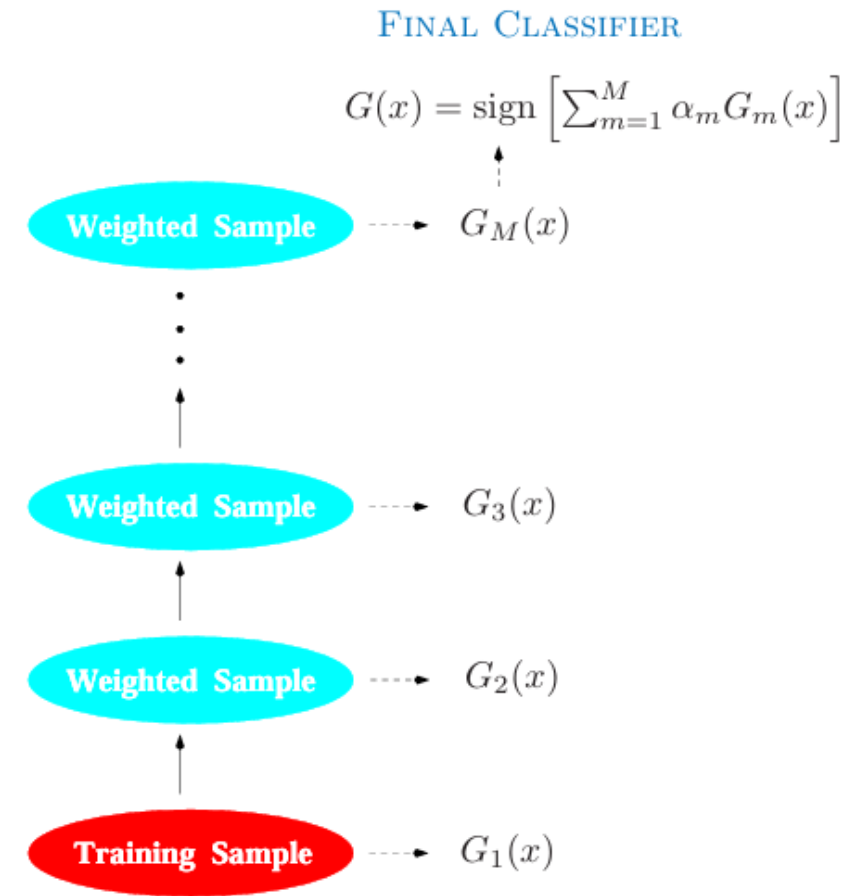 FINAL CLASSIFIER
G(x) = sign [∑_{m=1}^{M} α_m G_m(x)]
Weighted Sample G_M(x)
Weighted Sample G_3(x)
Weighted Sample G_2(x)
Training Sample G_1(x)